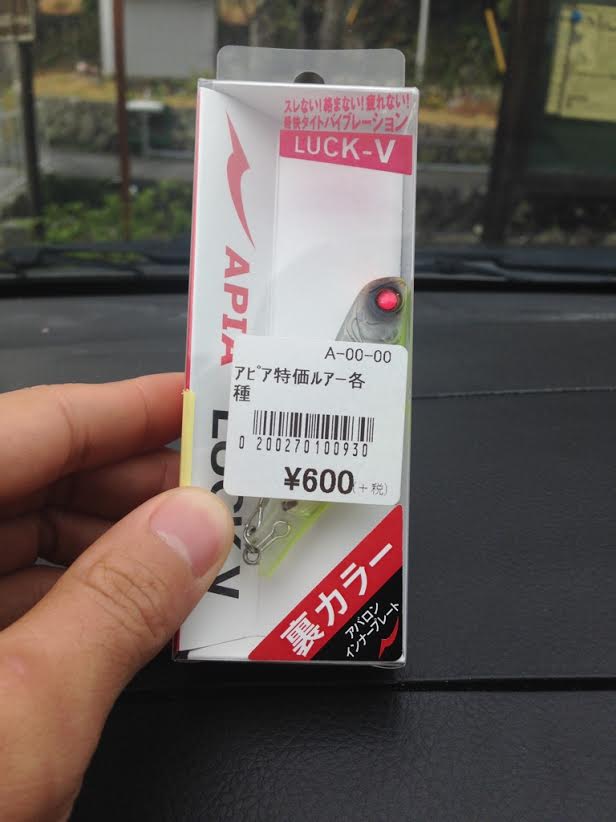 スレない!絡まない!疲れない!
軽快タイトバイブレーション
LUCK-V
APIA
A-00-00
アピア特価ルアー各
種
0 200270100930
¥600(+税)
LUCK-V
裏カラー
アバロン
インナープレート